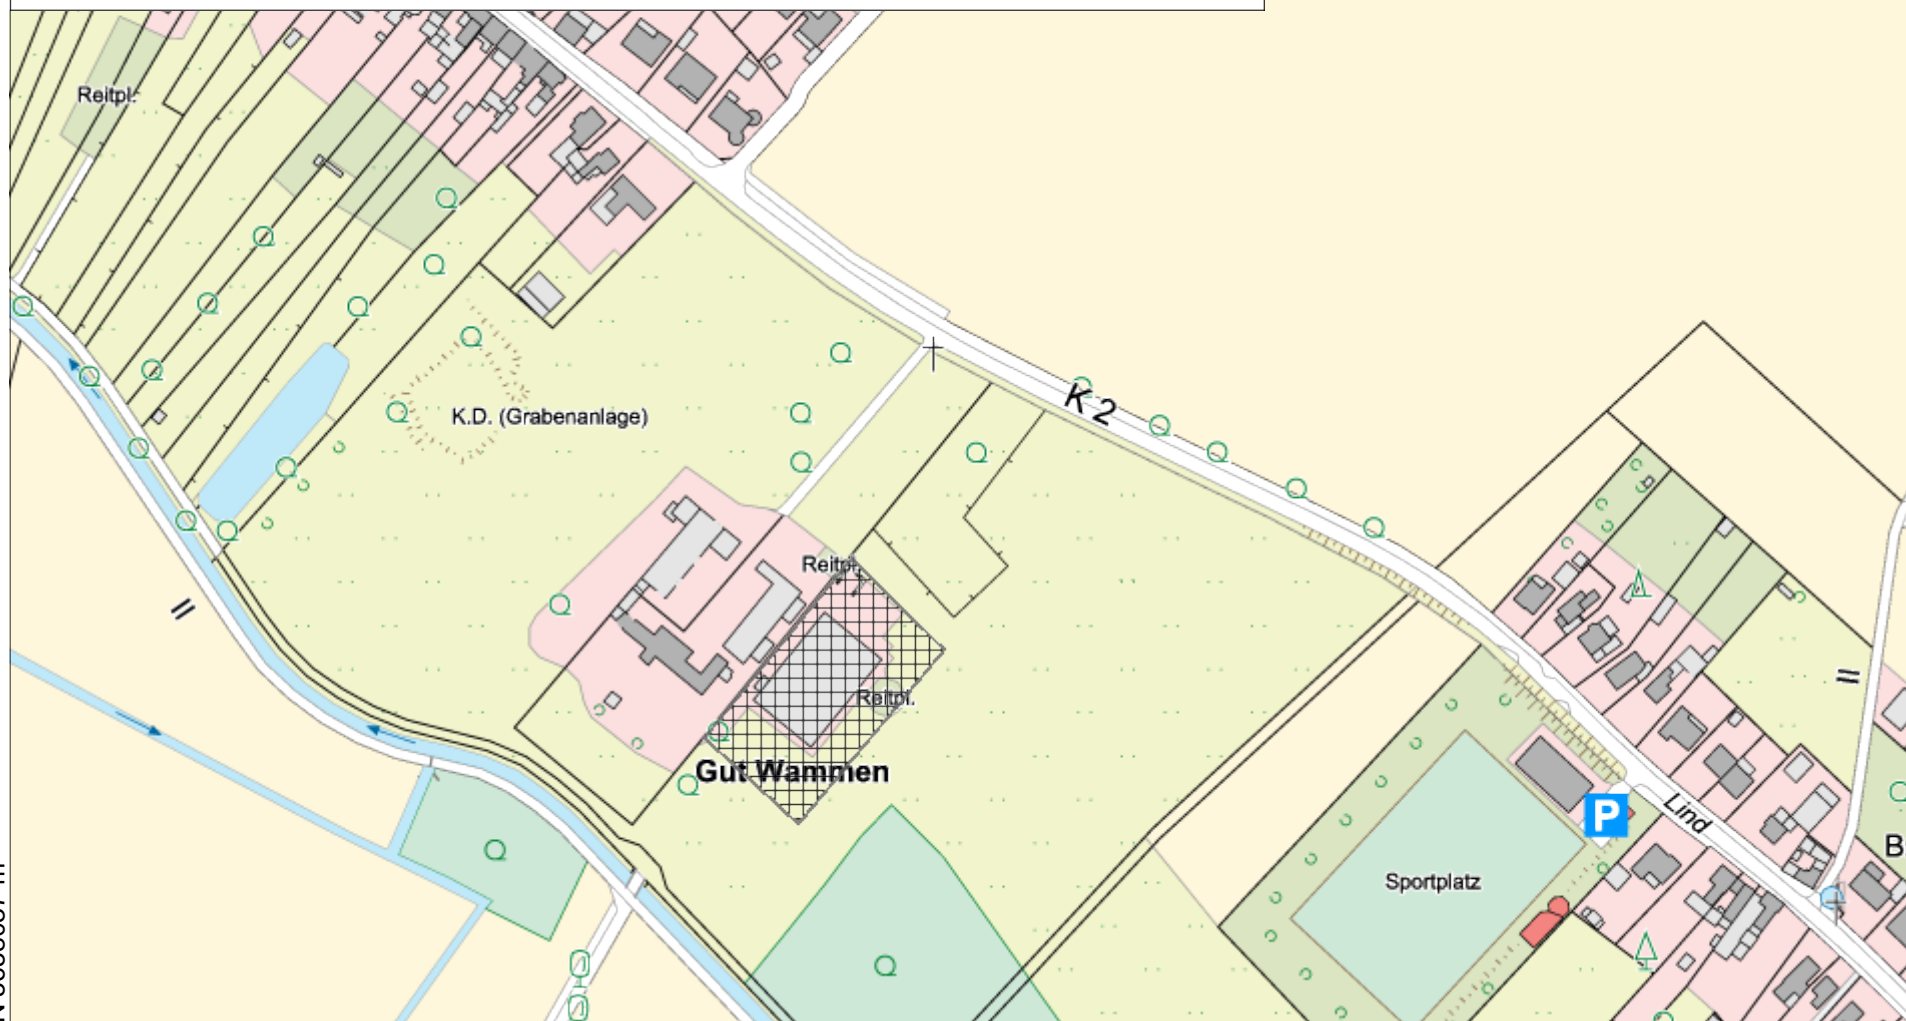 Reitpl.
K.D. (Grabenanlage)
K 2
Reitpl.
Reitpl.
Gut Wammen
Lind
P
Sportplatz